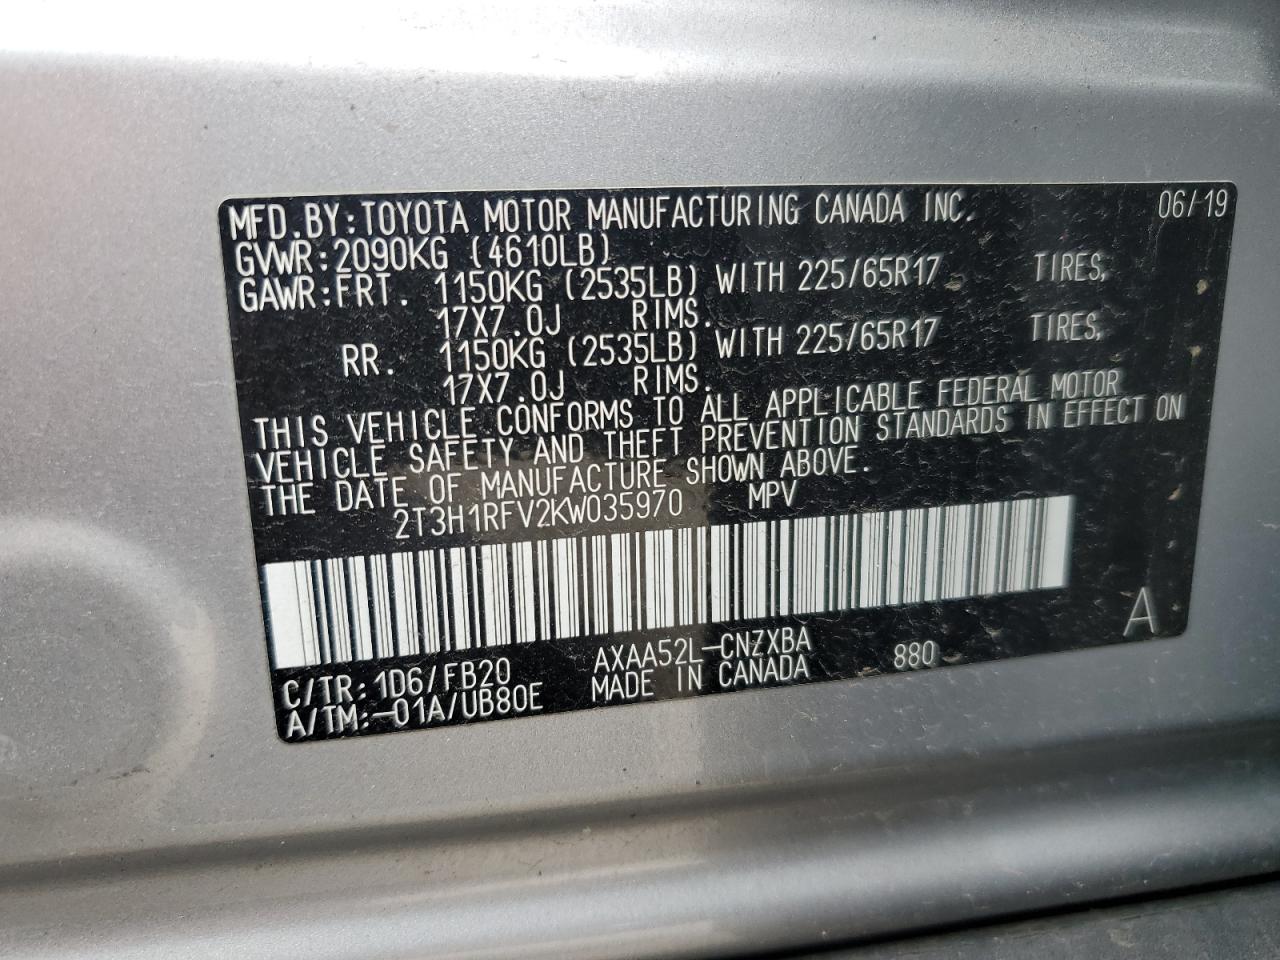 MFD.BY:TOYOTA MOTOR MANUFACTURING CANADA INC. 06/19
GVWR:2090KG (4610LB)
GAWR:FRT. 1150KG (2535LB) WITH 225/65R17 TIRES,
17X7.0J RIMS.
RR. 1150KG (2535LB) WITH 225/65R17 TIRES,
17X7.0J RIMS.
THIS VEHICLE CONFORMS TO ALL APPLICABLE FEDERAL MOTOR
VEHICLE SAFETY AND THEFT PREVENTION STANDARDS IN EFFECT ON
THE DATE OF MANUFACTURE SHOWN ABOVE.
2T3H1RFV2KW035970 MPV
A
C/TR:1D6/FB20 AXAA52L-CNZXBA 880
A/TM:-01A/UB80E MADE IN CANADA